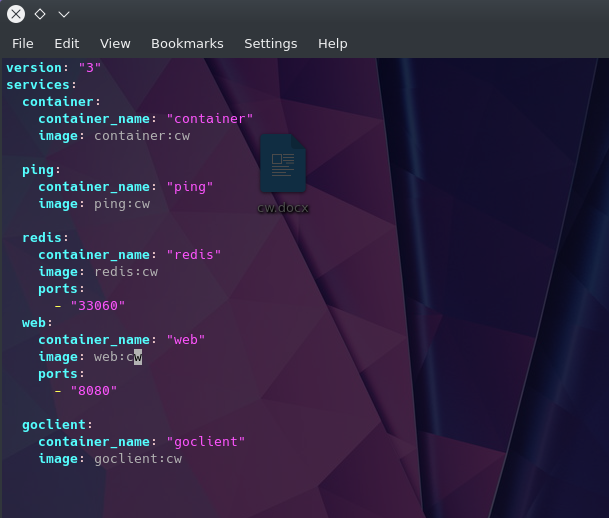 File Edit View Bookmarks Settings Help
version: "3"
services:
  container:
    container_name: "container"
    image: container:cw

  ping:
    container_name: "ping"
    image: ping:cw

  redis:
    container_name: "redis"
    image: redis:cw
    ports:
      - "33060"
  web:
    container_name: "web"
    image: web:cw
    ports:
      - "8080"

  goclient:
    container_name: "goclient"
    image: goclient:cw
cw.docx